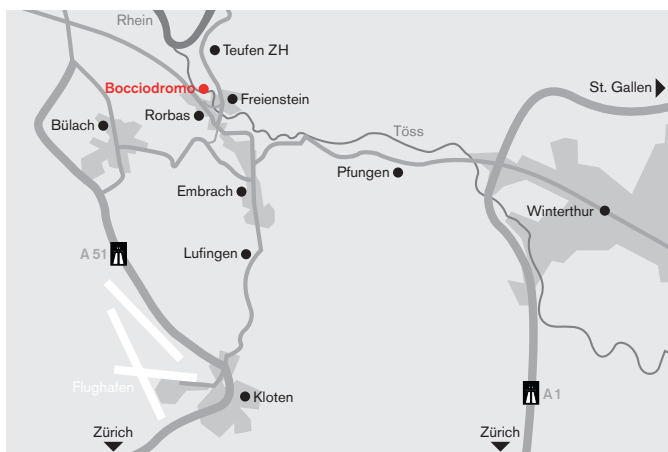 Rhein
Teufen ZH
Bocciodromo
St. Gallen
Freienstein
Rorbas
Bülach
Töss
Pfungen
Embrach
Winterthur
Lufingen
A 51
Flughafen
Kloten
A 1
Zürich
Zürich